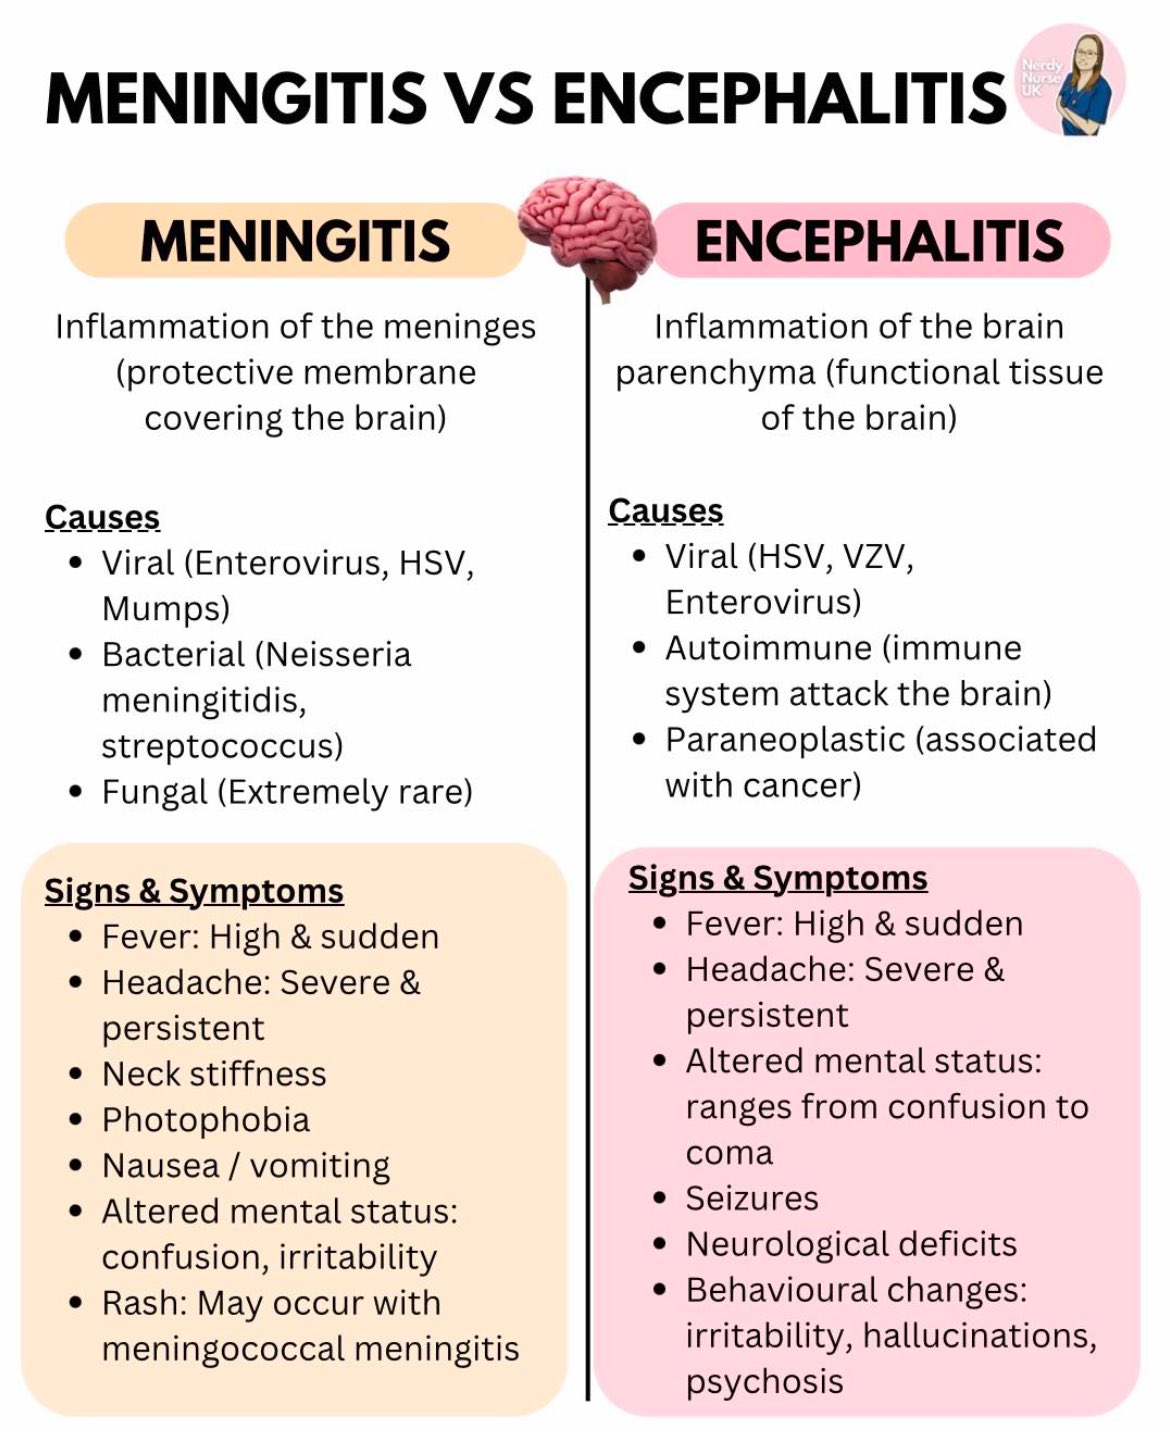 MENINGITIS VS ENCEPHALITIS
Nerdy
Nurse
UK
MENINGITIS
Inflammation of the meninges
(protective membrane
covering the brain)
Causes
• Viral (Enterovirus, HSV,
Mumps)
• Bacterial (Neisseria
meningitidis,
streptococcus)
• Fungal (Extremely rare)
Signs & Symptoms
• Fever: High & sudden
• Headache: Severe &
persistent
• Neck stiffness
• Photophobia
• Nausea / vomiting
• Altered mental status:
confusion, irritability
• Rash: May occur with
meningococcal meningitis
ENCEPHALITIS
Inflammation of the brain
parenchyma (functional tissue
of the brain)
Causes
• Viral (HSV, VZV,
Enterovirus)
• Autoimmune (immune
system attack the brain)
• Paraneoplastic (associated
with cancer)
Signs & Symptoms
• Fever: High & sudden
• Headache: Severe &
persistent
• Altered mental status:
ranges from confusion to
coma
• Seizures
• Neurological deficits
• Behavioural changes:
irritability, hallucinations,
psychosis